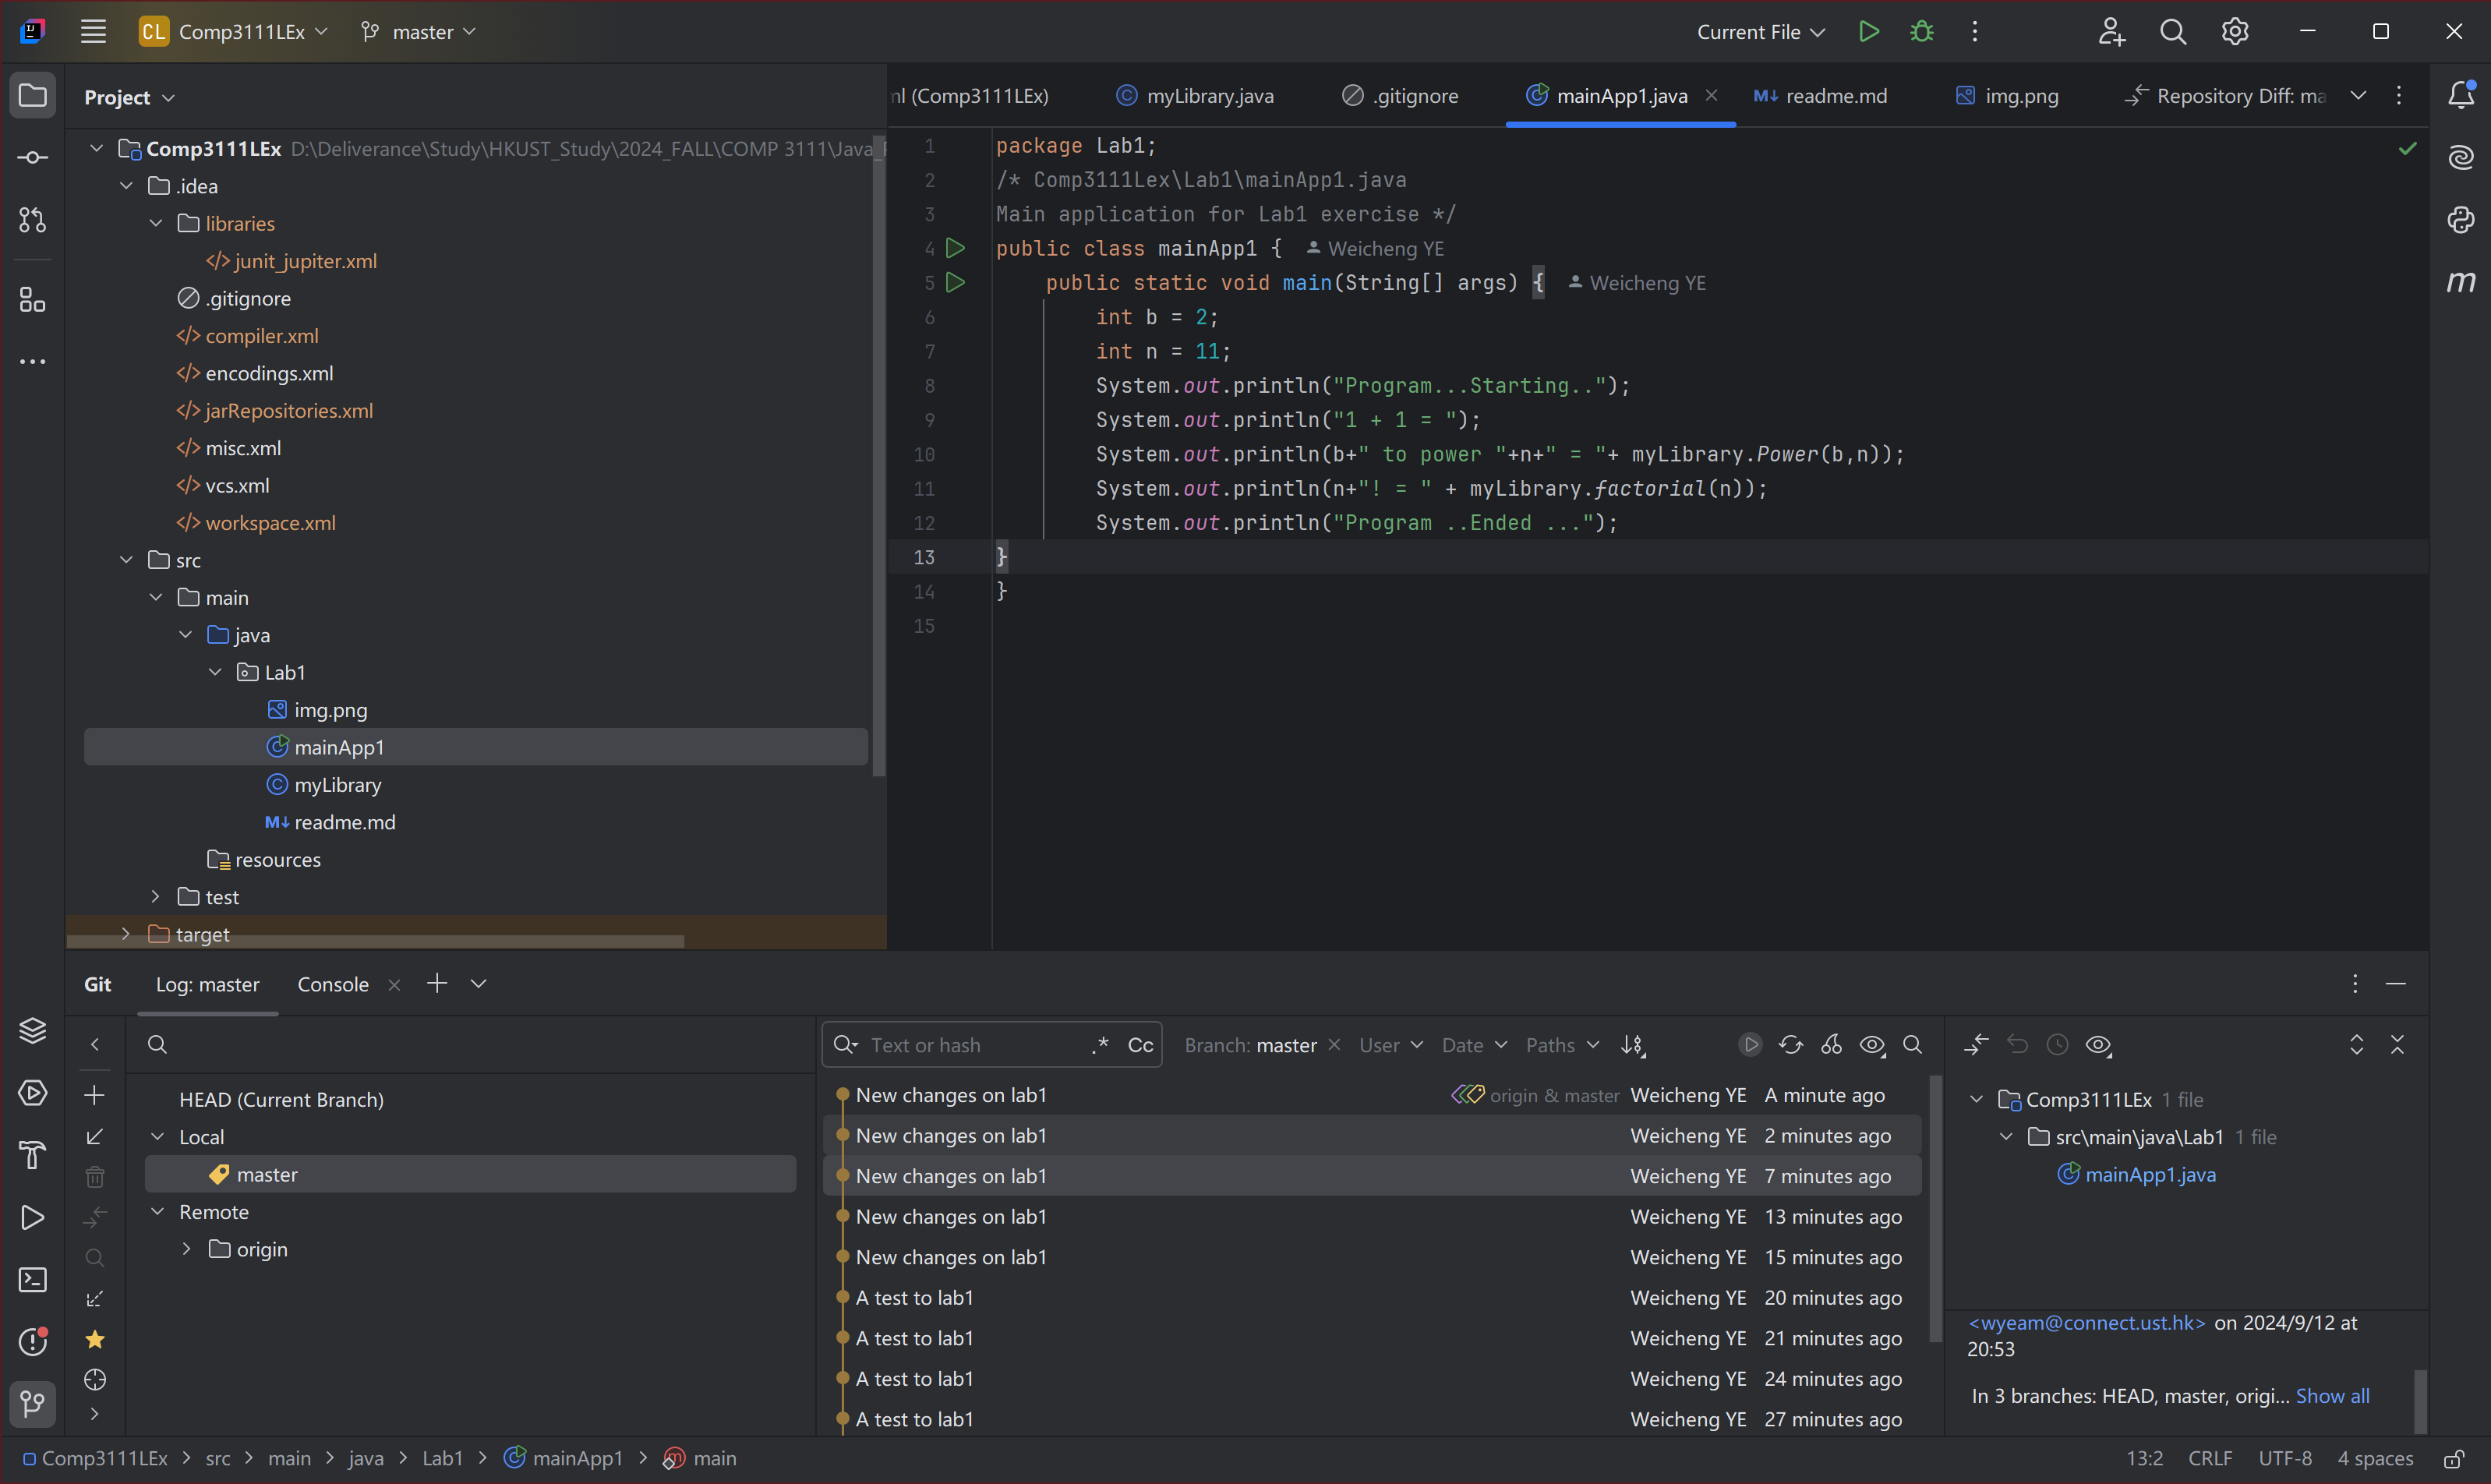 CL Comp3111LEx master
Current File
Project
ml (Comp3111LEx) myLibrary.java .gitignore mainApp1.java readme.md img.png Repository Diff: ma
Comp3111LEx D:\Deliverance\Study\HKUST_Study\2024_FALL\COMP 3111\Java_
.idea
libraries
junit_jupiter.xml
.gitignore
compiler.xml
encodings.xml
jarRepositories.xml
misc.xml
vcs.xml
workspace.xml
src
main
java
Lab1
img.png
mainApp1
myLibrary
readme.md
resources
test
target
1 package Lab1;
2 /* Comp3111Lex\Lab1\mainApp1.java
3 Main application for Lab1 exercise */
4 public class mainApp1 { Weicheng YE
5 public static void main(String[] args) { Weicheng YE
6 int b = 2;
7 int n = 11;
8 System.out.println("Program...Starting..");
9 System.out.println("1 + 1 = ");
10 System.out.println(b+" to power "+n+" = "+ myLibrary.Power(b,n));
11 System.out.println(n+"! = " + myLibrary.factorial(n));
12 System.out.println("Program ..Ended ...");
13 }
14 }
15
Git Log: master Console
HEAD (Current Branch)
Local
master
Remote
origin
Text or hash .* Cc Branch: master User Date Paths
New changes on lab1 origin & master Weicheng YE A minute ago
New changes on lab1 Weicheng YE 2 minutes ago
New changes on lab1 Weicheng YE 7 minutes ago
New changes on lab1 Weicheng YE 13 minutes ago
New changes on lab1 Weicheng YE 15 minutes ago
A test to lab1 Weicheng YE 20 minutes ago
A test to lab1 Weicheng YE 21 minutes ago
A test to lab1 Weicheng YE 24 minutes ago
A test to lab1 Weicheng YE 27 minutes ago
Comp3111LEx 1 file
src\main\java\Lab1 1 file
mainApp1.java
<wyeam@connect.ust.hk> on 2024/9/12 at
20:53
In 3 branches: HEAD, master, origi... Show all
Comp3111LEx > src > main > java > Lab1 > mainApp1 > main
13:2 CRLF UTF-8 4 spaces